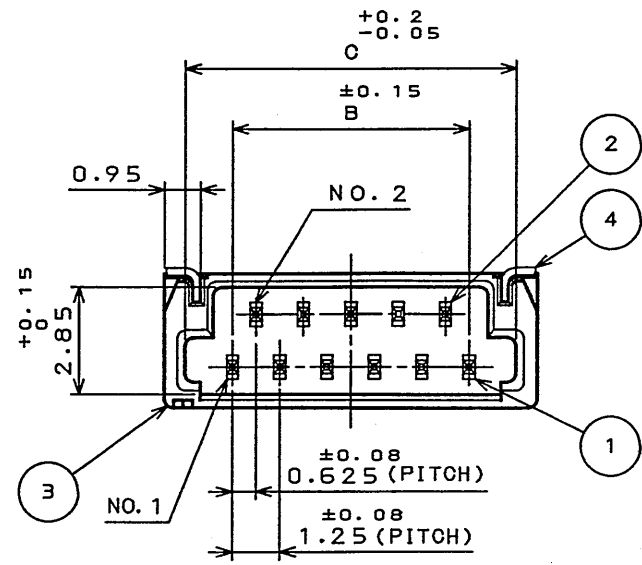 +0.2
-0.05
C
±0.15
B
2
0.95
NO. 2
4
+0.15
0
2.85
±0.08
0.625 (PITCH)
1
3
NO. 1
±0.08
1.25 (PITCH)